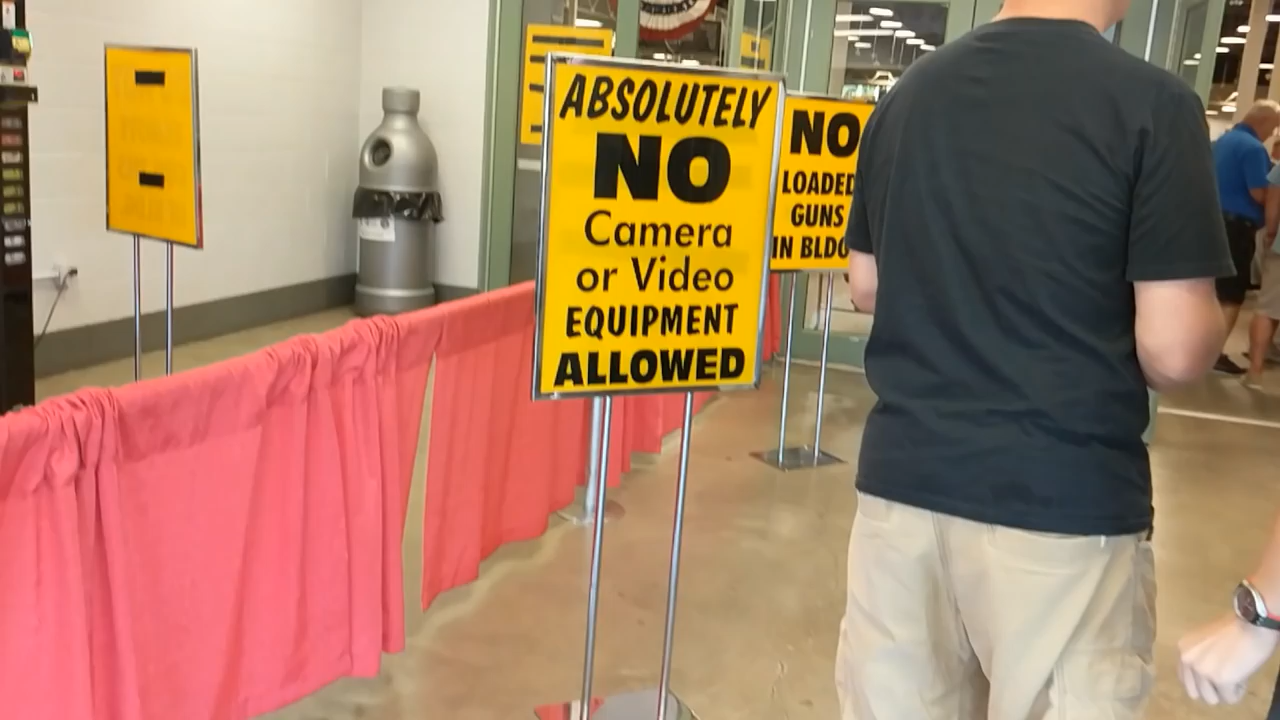 ABSOLUTELY
NO
Camera
or Video
EQUIPMENT
ALLOWED
NO
LOADED
GUNS
IN BLDG